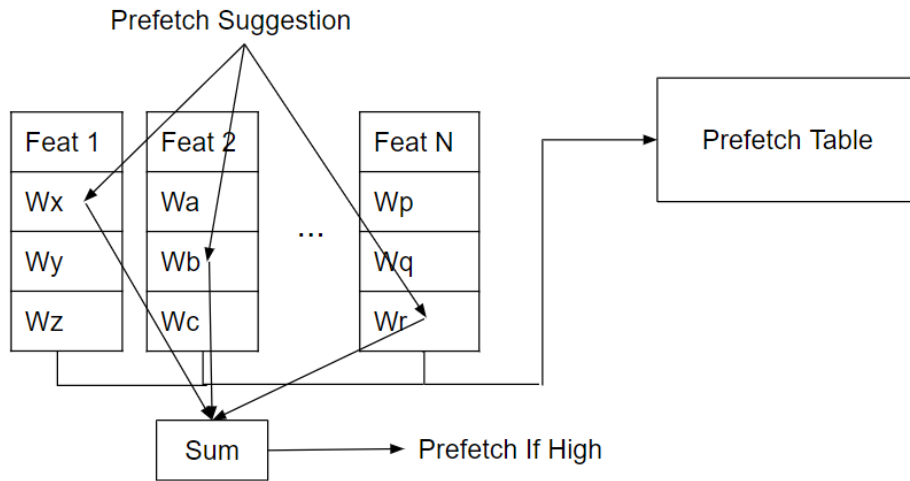 Prefetch Suggestion
Feat 1 Feat 2 Feat N
Prefetch Table
Wx Wa Wp
...
Wy Wb Wq
Wz Wc Wr
Sum
Prefetch If High